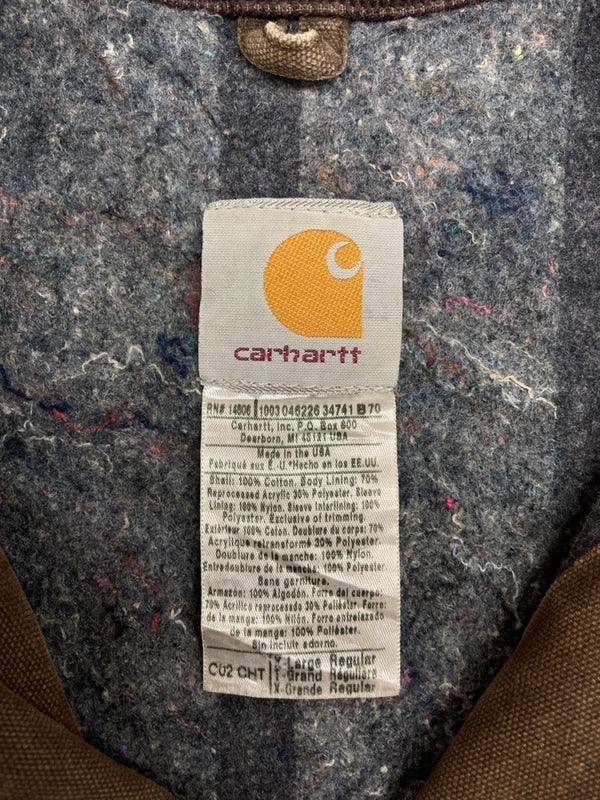 carhartt
RN# 14806 1003 046226 34741 B 70
Carhartt, Inc. P.O. Box 600
Dearborn, MI 43121 USA
Made in the USA
Fabriqué aux É.-U. *Hecho en los EE.UU.
Shell: 100% Cotton. Body Lining: 70%
Reprocessed Acrylic 30% Polyester. Sleeve
Lining: 100% Nylon. Sleeve Interlining: 100%
Polyester. Exclusive of trimming.
Extérieur 100% Coton. Doublure du corps: 70%
Acrylique retransformé 30% Polyester.
Doublure de la manche: 100% Nylon.
Entredoublure de la manche: 100% Polyester
Sans garniture.
Armazon: 100% Algodón. Forro del cuerpo:
70% Acrílico reprocesado 30% Poliéster. Forro
de la manga: 100% Nilón. Forro entretelado
de la manga: 100% Poliéster.
Sin incluir adorno.
C02 CHT X-Large Regular
T-Grand Régulière
X-Grande Regular